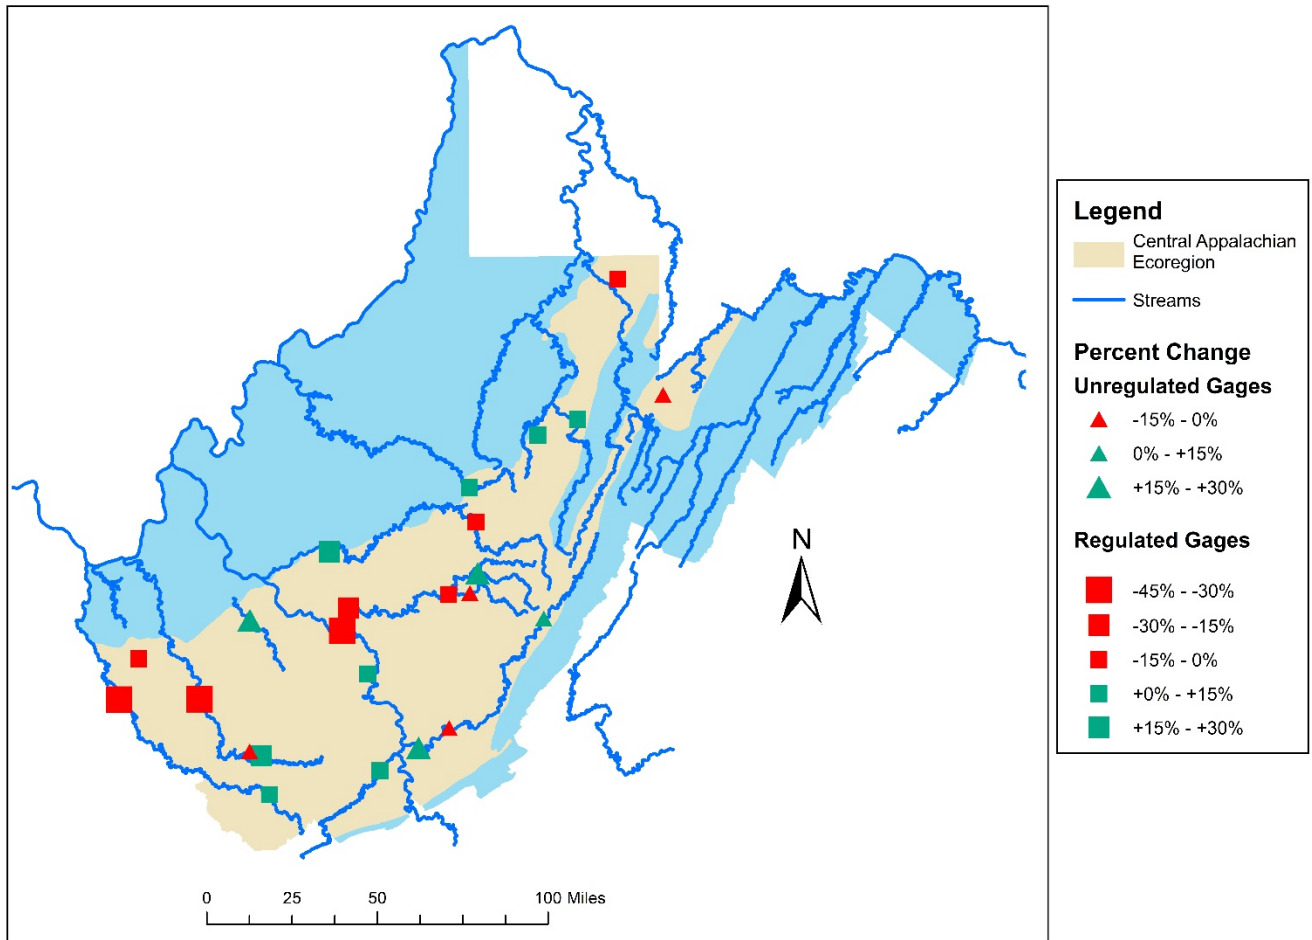 Legend
Central Appalachian
Ecoregion
Streams
Percent Change
Unregulated Gages
-15% - 0%
0% - +15%
+15% - +30%
Regulated Gages
-45% - -30%
-30% - -15%
-15% - 0%
+0% - +15%
+15% - +30%
N
0 25 50 100 Miles